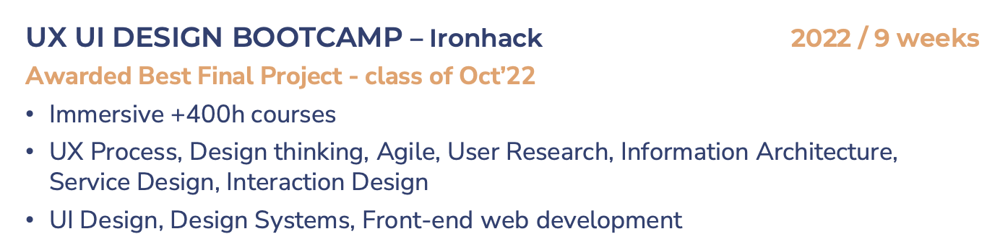 UX UI DESIGN BOOTCAMP – Ironhack 2022 / 9 weeks
Awarded Best Final Project - class of Oct’22
• Immersive +400h courses
• UX Process, Design thinking, Agile, User Research, Information Architecture,
Service Design, Interaction Design
• UI Design, Design Systems, Front-end web development